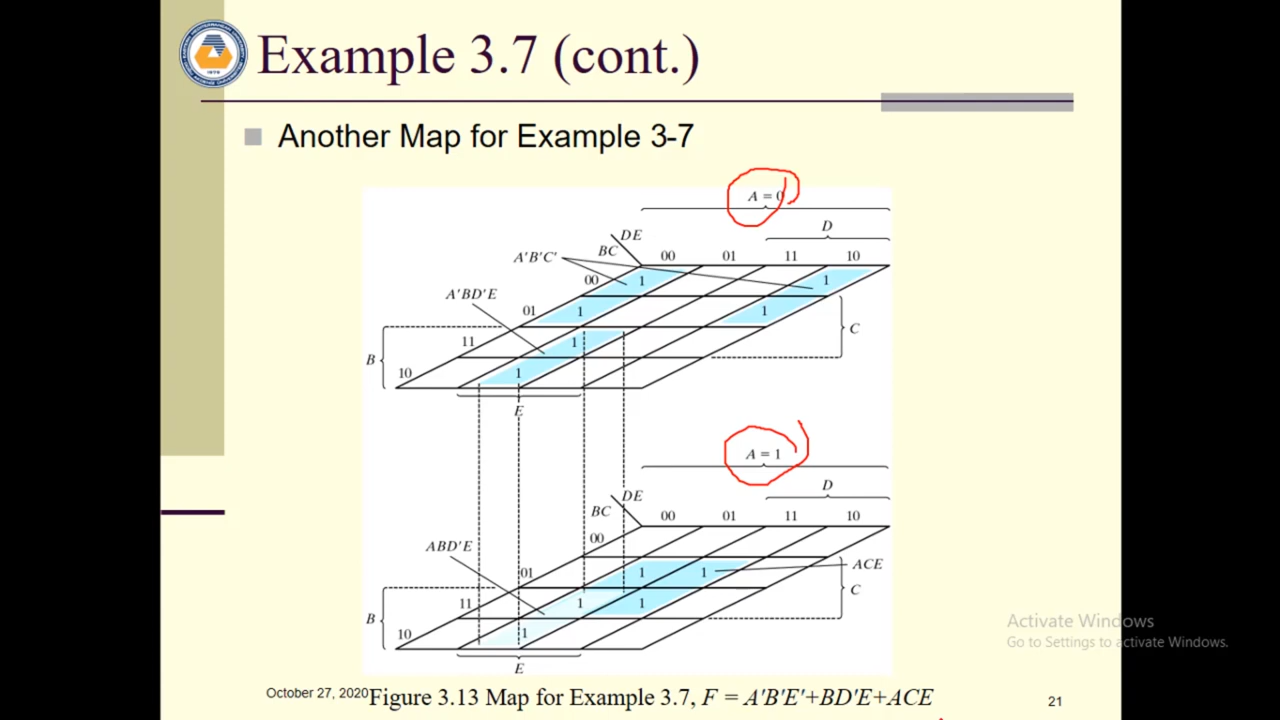 Example 3.7 (cont.)
Another Map for Example 3-7
A = 0
D
DE
BC
00 01 11 10
A'B'C'
00 1 1
A'BD'E
01 1 1
C
11 1
B
10 1
E
A = 1
D
DE
BC
00 01 11 10
00
ABD'E
01 1 1
ACE
C
11 1 1
B
10 1
E
Activate Windows
Go to Settings to activate Windows.
October 27, 2020
Figure 3.13 Map for Example 3.7, F = A'B'E'+BD'E+ACE
21